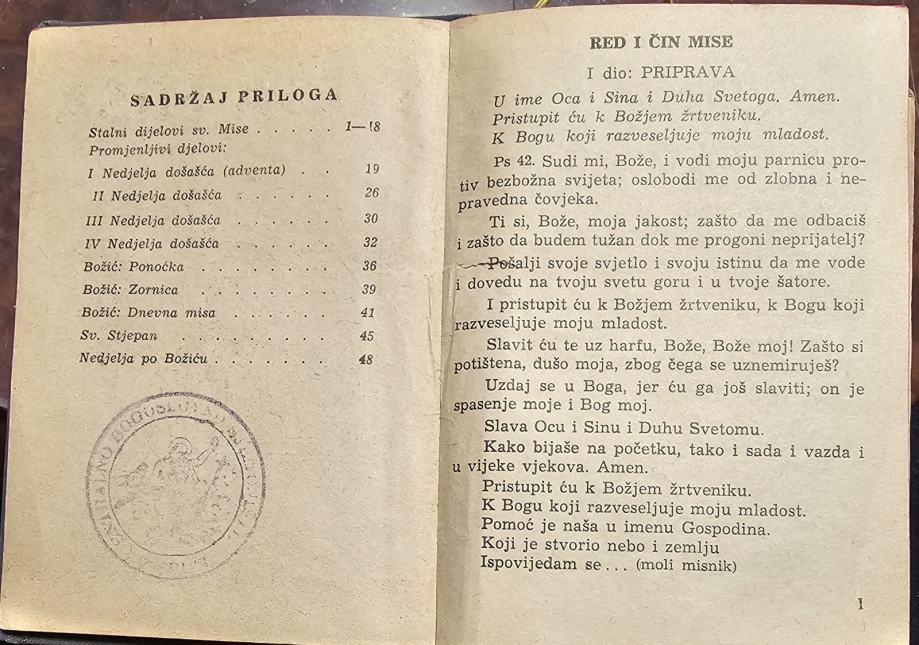 SADRŽAJ PRILOGA
Stalni dijelovi sv. Mise . . . . . 1—18
Promjenljivi djelovi:
I Nedjelja došašća (adventa) . . 19
II Nedjelja došašća . . . . . . 26
III Nedjelja došašća . . . . . . 30
IV Nedjelja došašća . . . . . . 32
Božić: Ponoćka . . . . . . . . 36
Božić: Zornica . . . . . . . . 39
Božić: Dnevna misa . . . . . . 41
Sv. Stjepan . . . . . . . . . 45
Nedjelja po Božiću . . . . . . . 48
RED I ČIN MISE
I dio: PRIPRAVA
U ime Oca i Sina i Duha Svetoga. Amen.
Pristupit ću k Božjem žrtveniku.
K Bogu koji razveseljuje moju mladost.
Ps 42. Sudi mi, Bože, i vodi moju parnicu pro-
tiv bezbožna svijeta; oslobodi me od zlobna i ne-
pravedna čovjeka.
Ti si, Bože, moja jakost; zašto da me odbaciš
i zašto da budem tužan dok me progoni neprijatelj?
Pošalji svoje svjetlo i svoju istinu da me vode
i dovedu na tvoju svetu goru i u tvoje šatore.
I pristupit ću k Božjem žrtveniku, k Bogu koji
razveseljuje moju mladost.
Slavit ću te uz harfu, Bože, Bože moj! Zašto si
potištena, dušo moja, zbog čega se uznemiruješ?
Uzdaj se u Boga, jer ću ga još slaviti; on je
spasenje moje i Bog moj.
Slava Ocu i Sinu i Duhu Svetomu.
Kako bijaše na početku, tako i sada i vazda i
u vijeke vjekova. Amen.
Pristupit ću k Božjem žrtveniku.
K Bogu koji razveseljuje moju mladost.
Pomoć je naša u imenu Gospodina.
Koji je stvorio nebo i zemlju
Ispovijedam se . . . (moli misnik)
1